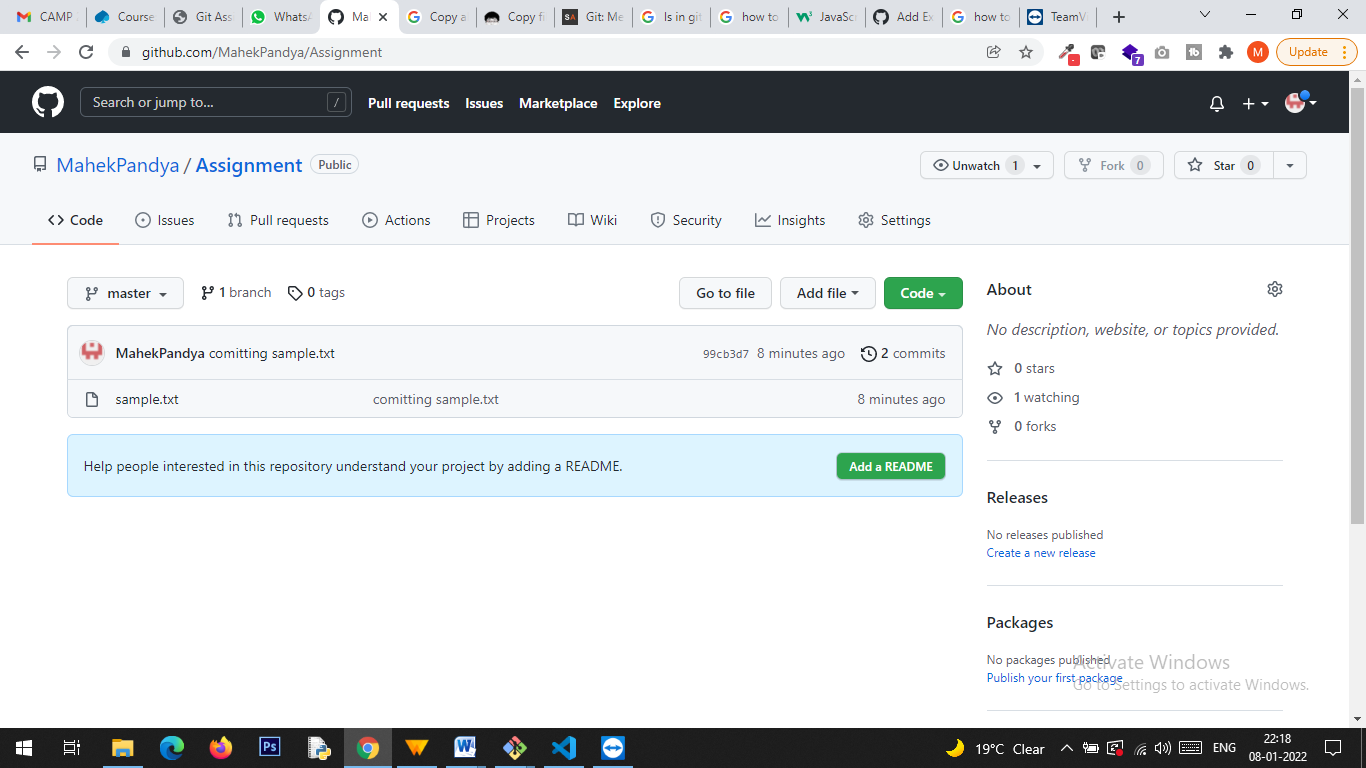 CAMP
Course
Git Ass
WhatsA
Ma
Copy a
Copy f
Git: Me
Is in git
how to
JavaSc
Add Ex
how to
TeamV
github.com/MahekPandya/Assignment
7
M
Update
Search or jump to...
/
Pull requests
Issues
Marketplace
Explore
MahekPandya / Assignment
Public
Unwatch 1
Fork 0
Star 0
Code
Issues
Pull requests
Actions
Projects
Wiki
Security
Insights
Settings
master
1 branch
0 tags
Go to file
Add file
Code
About
No description, website, or topics provided.
MahekPandya comitting sample.txt
99cb3d7 8 minutes ago
2 commits
0 stars
sample.txt
comitting sample.txt
8 minutes ago
1 watching
0 forks
Help people interested in this repository understand your project by adding a README.
Add a README
Releases
No releases published
Create a new release
Packages
No packages published
Publish your first package
Activate Windows
Go to Settings to activate Windows.
Ps
W
19°C Clear
ENG
22:18
08-01-2022